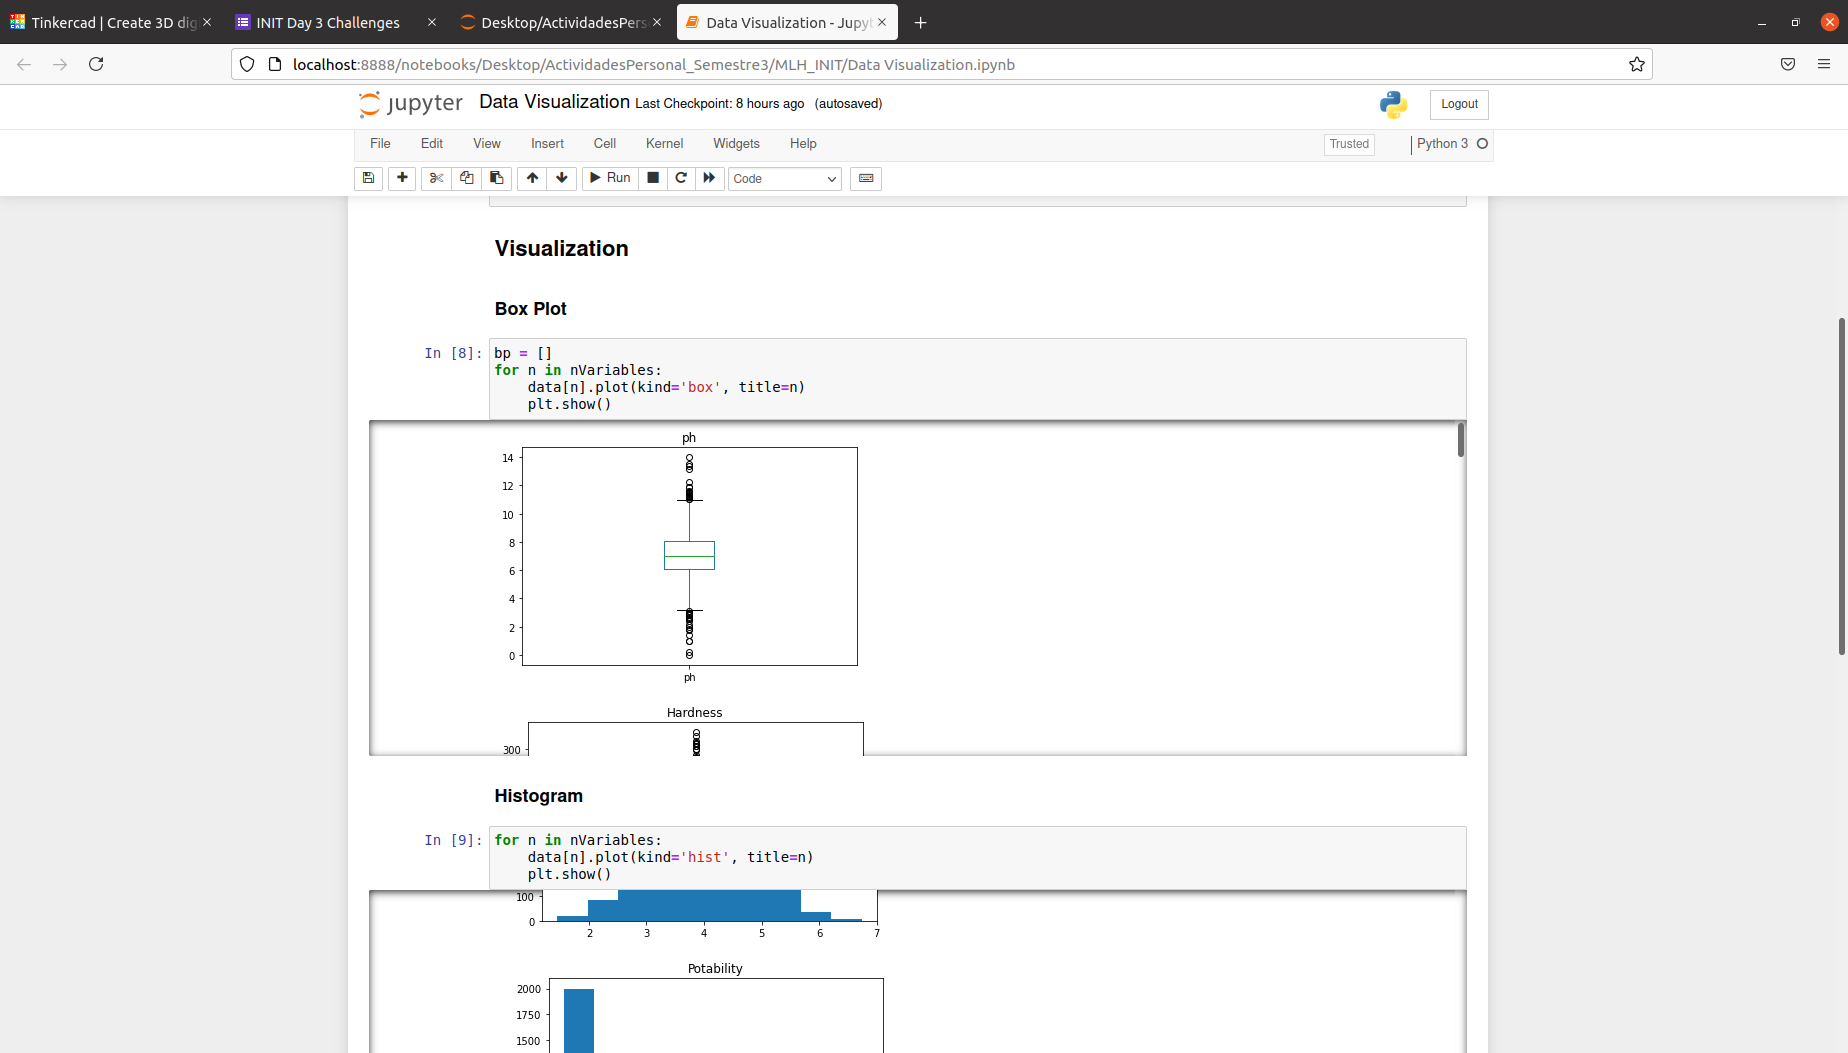 Tinkercad | Create 3D dig
INIT Day 3 Challenges
Desktop/ActividadesPers
Data Visualization - Jupyt
localhost:8888/notebooks/Desktop/ActividadesPersonal_Semestre3/MLH_INIT/Data Visualization.ipynb
jupyter Data Visualization Last Checkpoint: 8 hours ago (autosaved)
Logout
File Edit View Insert Cell Kernel Widgets Help
Trusted
Python 3
Run
Code
Visualization
Box Plot
In [8]:
bp = []
for n in nVariables:
    data[n].plot(kind='box', title=n)
    plt.show()
ph
14
12
10
8
6
4
2
0
ph
Hardness
300
Histogram
In [9]:
for n in nVariables:
    data[n].plot(kind='hist', title=n)
    plt.show()
100
0
2 3 4 5 6 7
Potability
2000
1750
1500